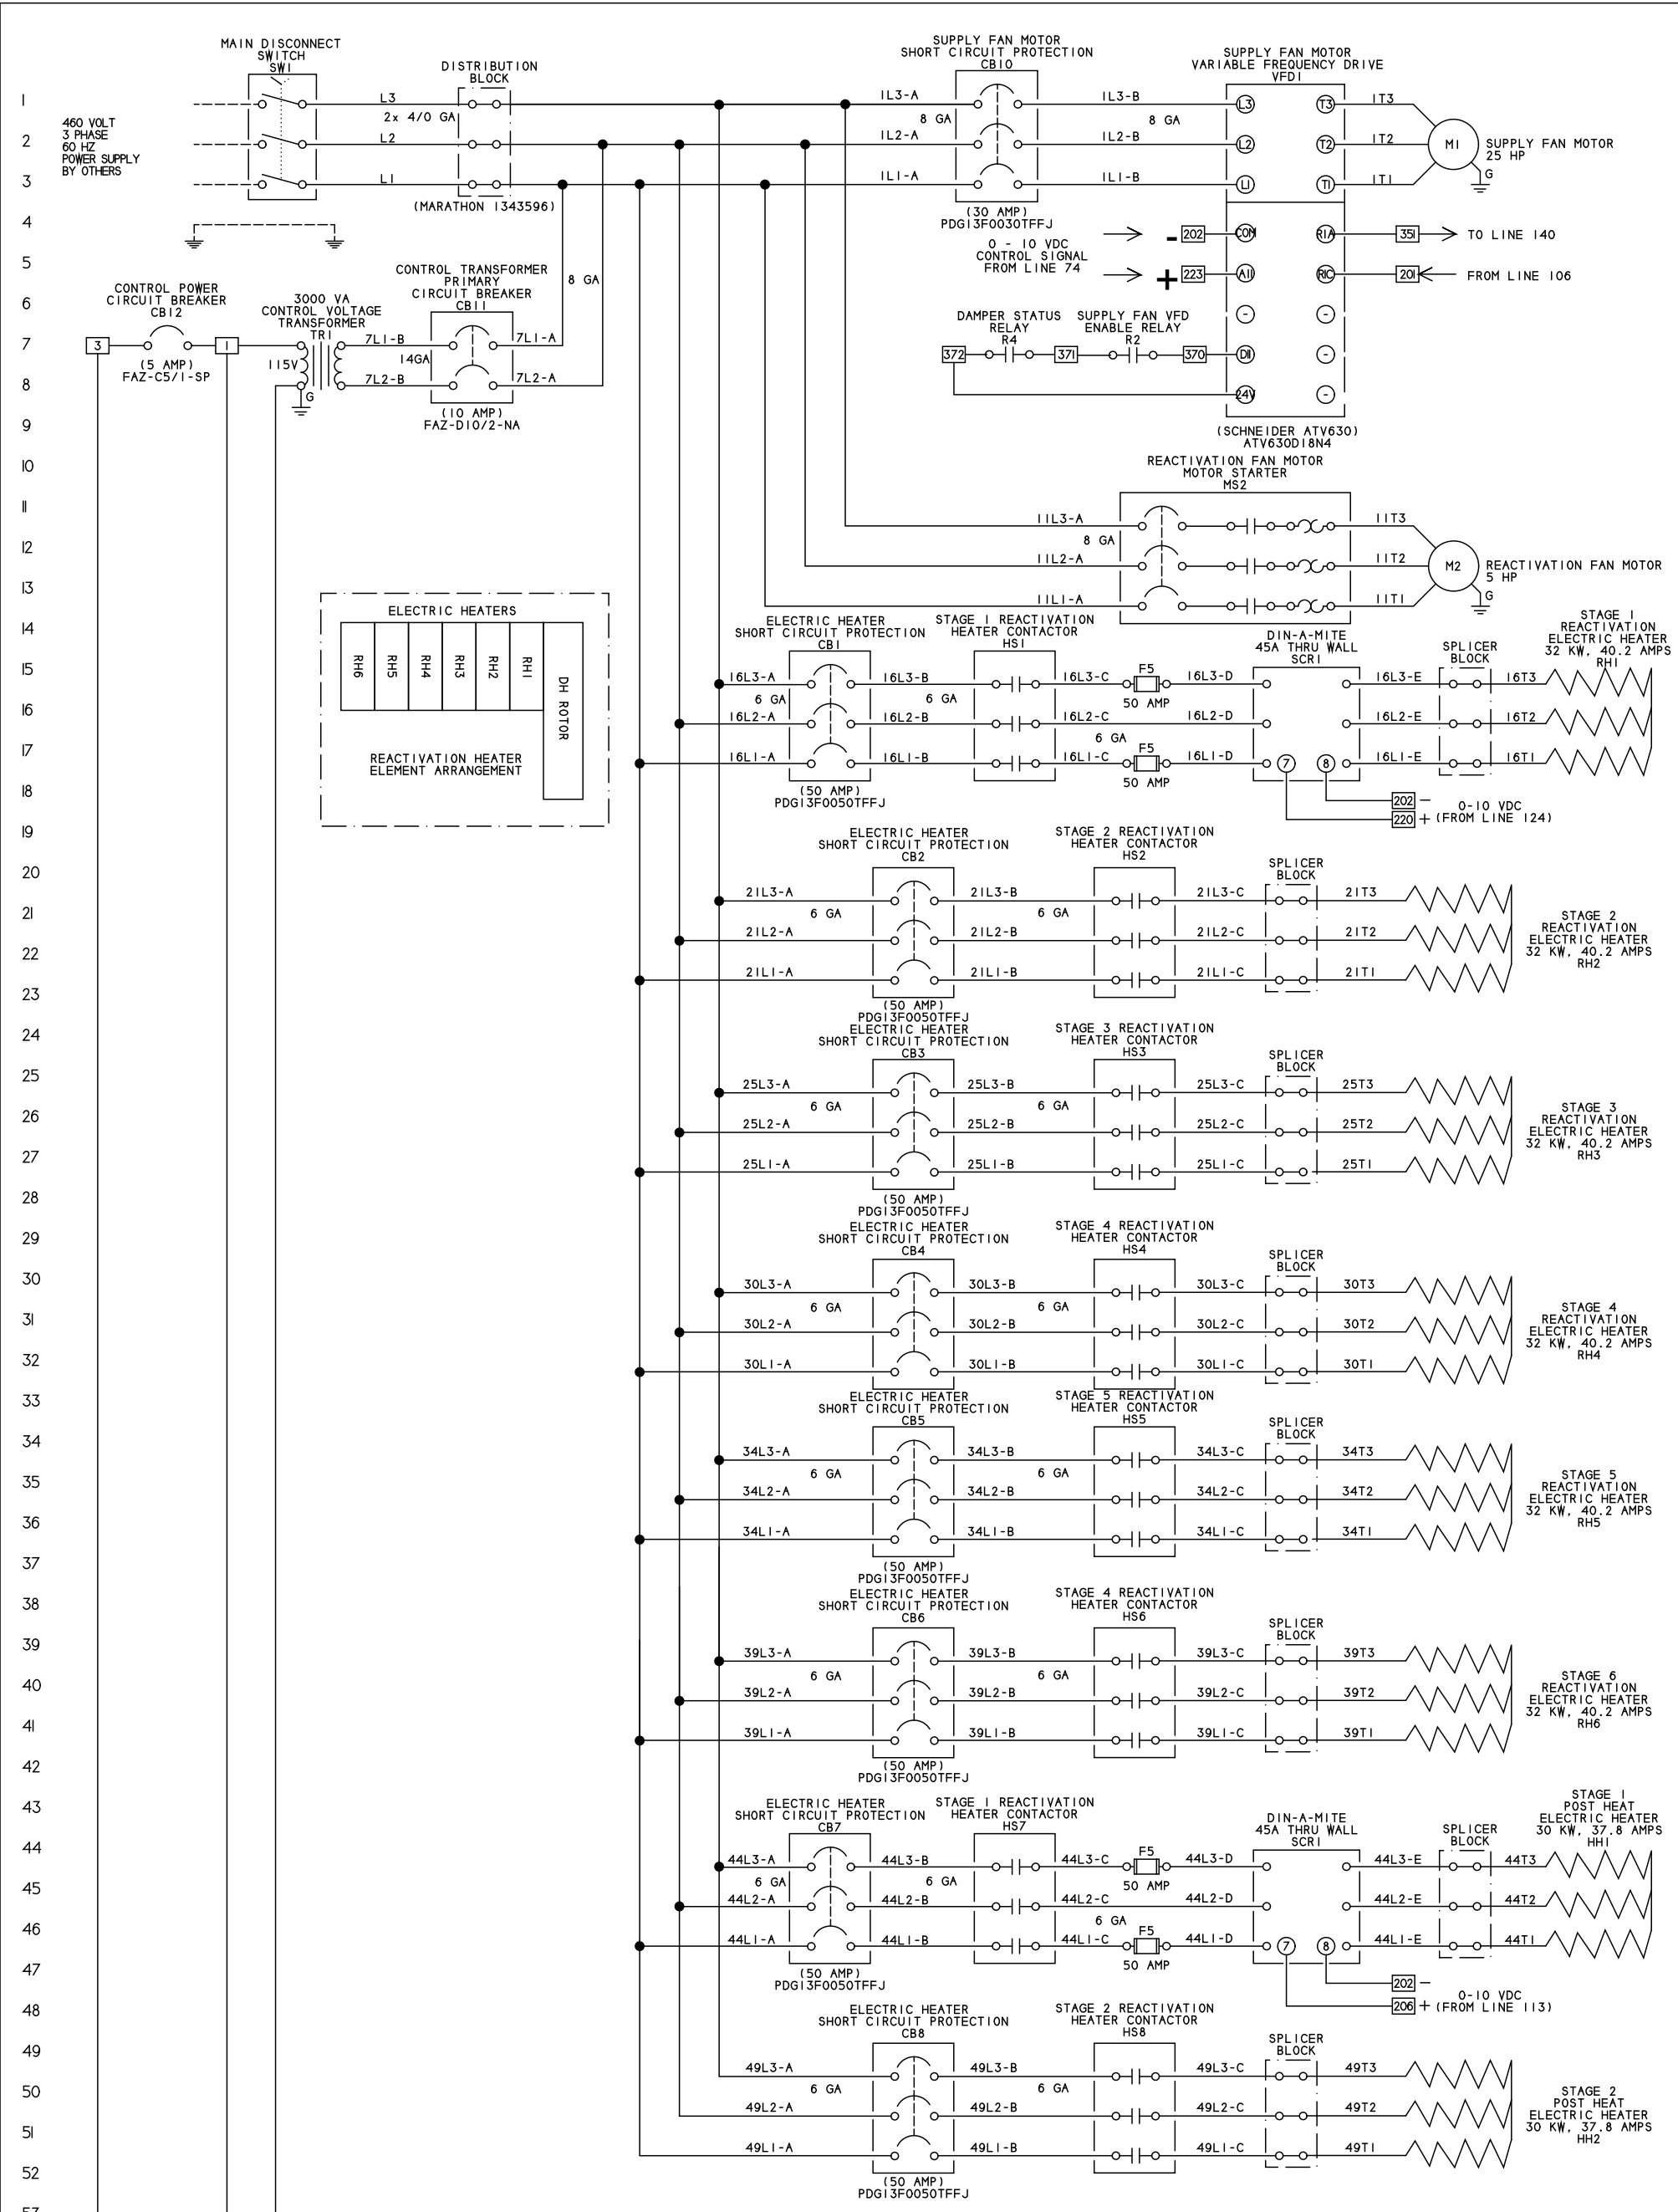 MAIN DISCONNECT
SWITCH
SW1
DISTRIBUTION
BLOCK
SUPPLY FAN MOTOR
SHORT CIRCUIT PROTECTION
CB10
SUPPLY FAN MOTOR
VARIABLE FREQUENCY DRIVE
VFD1
1
L3
1L3-A
1L3-B
L3
T3
1T3
2x 4/0 GA
8 GA
8 GA
460 VOLT
3 PHASE
60 HZ
POWER SUPPLY
BY OTHERS
2
L2
1L2-A
1L2-B
L2
T2
1T2
M1
SUPPLY FAN MOTOR
25 HP
3
L1
1L1-A
1L1-B
L1
T1
1T1
G
(MARATHON 1343596)
(30 AMP)
PDG13F0030TFFJ
4
0 - 10 VDC
CONTROL SIGNAL
FROM LINE 74
- 202
COM
R1A
351
TO LINE 140
5
+ 223
AI1
R1C
201
FROM LINE 106
CONTROL TRANSFORMER
PRIMARY
CIRCUIT BREAKER
CB11
8 GA
6
CONTROL POWER
CIRCUIT BREAKER
CB12
3000 VA
CONTROL VOLTAGE
TRANSFORMER
TR1
-
-
DAMPER STATUS
RELAY
R4
SUPPLY FAN VFD
ENABLE RELAY
R2
7
3
1
7L1-B
7L1-A
372
371
370
DI1
-
(5 AMP)
FAZ-C5/1-SP
115V
14GA
8
G
7L2-B
7L2-A
24V
-
9
(10 AMP)
FAZ-D10/2-NA
(SCHNEIDER ATV630)
ATV630D18N4
10
REACTIVATION FAN MOTOR
MOTOR STARTER
MS2
11
11L3-A
11T3
8 GA
12
11L2-A
11T2
M2
REACTIVATION FAN MOTOR
5 HP
13
11L1-A
11T1
G
ELECTRIC HEATERS
RH6
RH5
RH4
RH3
RH2
RH1
DH ROTOR
REACTIVATION HEATER
ELEMENT ARRANGEMENT
14
ELECTRIC HEATER
SHORT CIRCUIT PROTECTION
CB1
STAGE 1 REACTIVATION
HEATER CONTACTOR
HS1
DIN-A-MITE
45A THRU WALL
SCR1
SPLICER
BLOCK
STAGE 1
REACTIVATION
ELECTRIC HEATER
32 KW, 40.2 AMPS
RH1
15
16L3-A
16L3-B
16L3-C
F5
50 AMP
16L3-D
16L3-E
16T3
6 GA
6 GA
16
16L2-A
16L2-B
16L2-C
16L2-D
16L2-E
16T2
6 GA
17
16L1-A
16L1-B
16L1-C
F5
50 AMP
16L1-D
7
8
16L1-E
16T1
18
(50 AMP)
PDG13F0050TFFJ
202 -
220 +
0-10 VDC
(FROM LINE 124)
19
ELECTRIC HEATER
SHORT CIRCUIT PROTECTION
CB2
STAGE 2 REACTIVATION
HEATER CONTACTOR
HS2
20
SPLICER
BLOCK
21L3-A
21L3-B
21L3-C
21T3
21
6 GA
6 GA
21L2-A
21L2-B
21L2-C
21T2
STAGE 2
REACTIVATION
ELECTRIC HEATER
32 KW, 40.2 AMPS
RH2
22
21L1-A
21L1-B
21L1-C
21T1
23
(50 AMP)
PDG13F0050TFFJ
24
ELECTRIC HEATER
SHORT CIRCUIT PROTECTION
CB3
STAGE 3 REACTIVATION
HEATER CONTACTOR
HS3
SPLICER
BLOCK
25
25L3-A
25L3-B
25L3-C
25T3
6 GA
6 GA
26
25L2-A
25L2-B
25L2-C
25T2
STAGE 3
REACTIVATION
ELECTRIC HEATER
32 KW, 40.2 AMPS
RH3
27
25L1-A
25L1-B
25L1-C
25T1
28
(50 AMP)
PDG13F0050TFFJ
29
ELECTRIC HEATER
SHORT CIRCUIT PROTECTION
CB4
STAGE 4 REACTIVATION
HEATER CONTACTOR
HS4
SPLICER
BLOCK
30
30L3-A
30L3-B
30L3-C
30T3
6 GA
6 GA
31
30L2-A
30L2-B
30L2-C
30T2
STAGE 4
REACTIVATION
ELECTRIC HEATER
32 KW, 40.2 AMPS
RH4
32
30L1-A
30L1-B
30L1-C
30T1
33
ELECTRIC HEATER
SHORT CIRCUIT PROTECTION
CB5
STAGE 5 REACTIVATION
HEATER CONTACTOR
HS5
34
SPLICER
BLOCK
34L3-A
34L3-B
34L3-C
34T3
6 GA
6 GA
35
34L2-A
34L2-B
34L2-C
34T2
STAGE 5
REACTIVATION
ELECTRIC HEATER
32 KW, 40.2 AMPS
RH5
36
34L1-A
34L1-B
34L1-C
34T1
37
(50 AMP)
PDG13F0050TFFJ
38
ELECTRIC HEATER
SHORT CIRCUIT PROTECTION
CB6
STAGE 4 REACTIVATION
HEATER CONTACTOR
HS6
39
SPLICER
BLOCK
39L3-A
39L3-B
39L3-C
39T3
6 GA
6 GA
40
39L2-A
39L2-B
39L2-C
39T2
STAGE 6
REACTIVATION
ELECTRIC HEATER
32 KW, 40.2 AMPS
RH6
41
39L1-A
39L1-B
39L1-C
39T1
42
(50 AMP)
PDG13F0050TFFJ
43
ELECTRIC HEATER
SHORT CIRCUIT PROTECTION
CB7
STAGE 1 REACTIVATION
HEATER CONTACTOR
HS7
DIN-A-MITE
45A THRU WALL
SCR1
SPLICER
BLOCK
STAGE 1
POST HEAT
ELECTRIC HEATER
30 KW, 37.8 AMPS
HH1
44
44L3-A
44L3-B
44L3-C
F5
50 AMP
44L3-D
44L3-E
44T3
45
6 GA
6 GA
44L2-A
44L2-B
44L2-C
44L2-D
44L2-E
44T2
46
6 GA
44L1-A
44L1-B
44L1-C
F5
50 AMP
44L1-D
7
8
44L1-E
44T1
47
(50 AMP)
PDG13F0050TFFJ
202 -
206 +
0-10 VDC
(FROM LINE 113)
48
ELECTRIC HEATER
SHORT CIRCUIT PROTECTION
CB8
STAGE 2 REACTIVATION
HEATER CONTACTOR
HS8
49
SPLICER
BLOCK
49L3-A
49L3-B
49L3-C
49T3
50
6 GA
6 GA
49L2-A
49L2-B
49L2-C
49T2
STAGE 2
POST HEAT
ELECTRIC HEATER
30 KW, 37.8 AMPS
HH2
51
49L1-A
49L1-B
49L1-C
49T1
52
(50 AMP)
PDG13F0050TFFJ